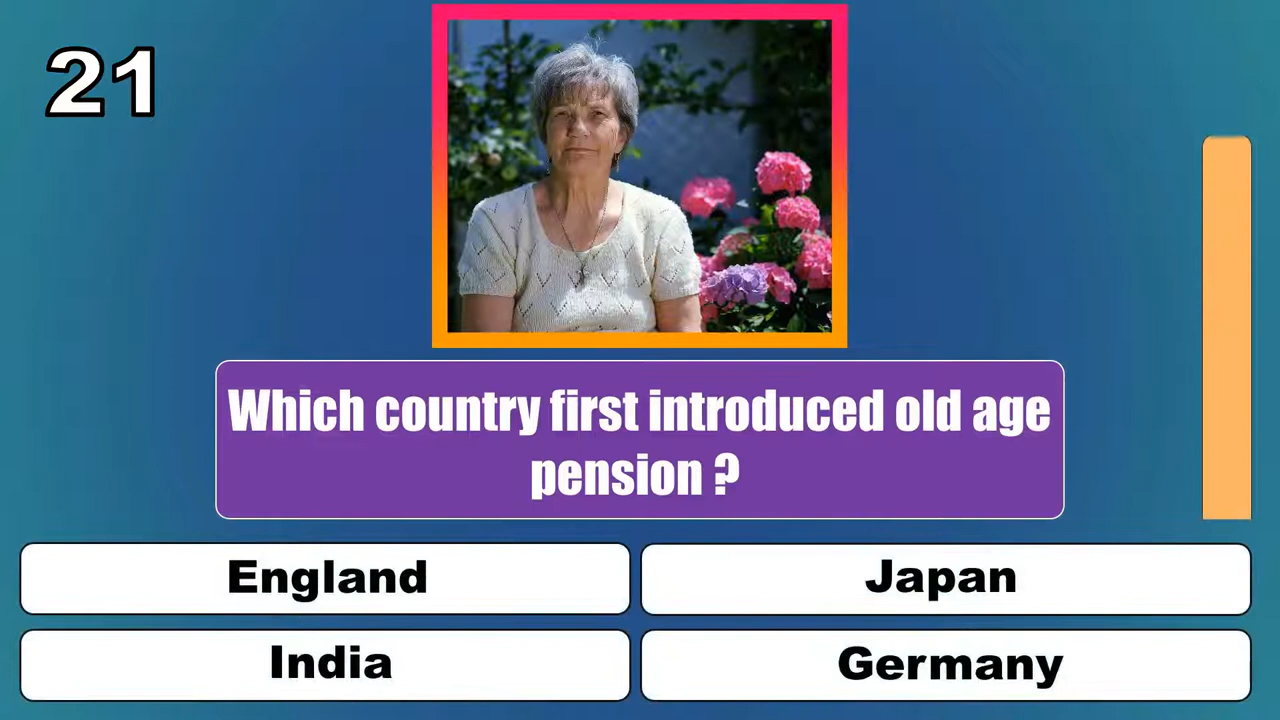 21
Which country first introduced old age
pension ?
England
Japan
India
Germany